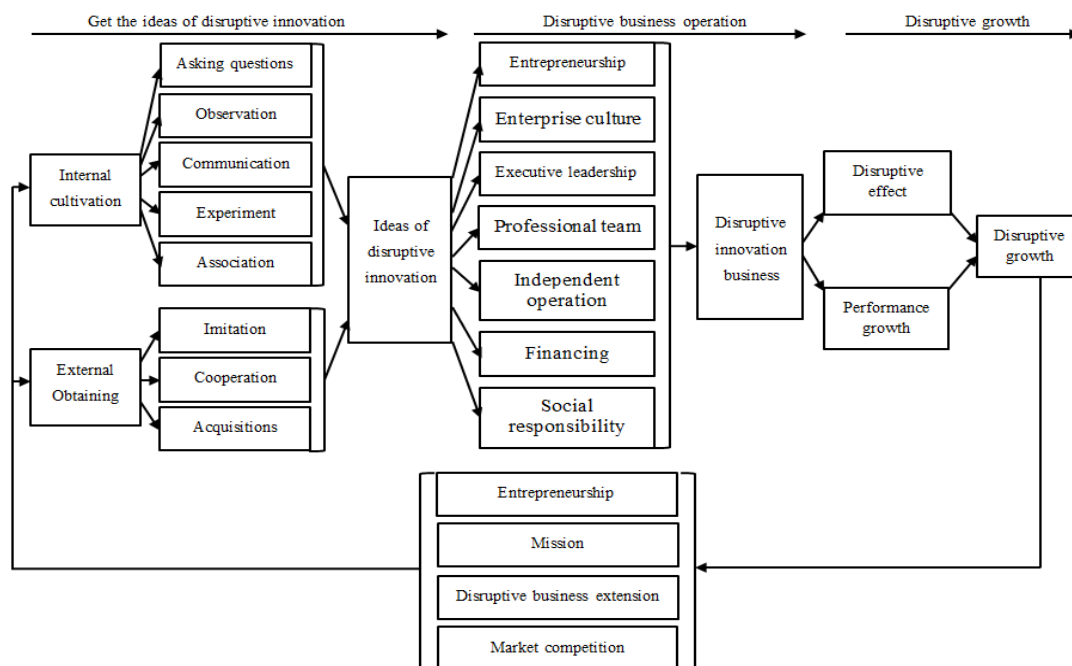 Get the ideas of disruptive innovation
Disruptive business operation
Disruptive growth
Asking questions
Observation
Communication
Experiment
Association
Internal
cultivation
Imitation
Cooperation
Acquisitions
External
Obtaining
Ideas of
disruptive
innovation
Entrepreneurship
Enterprise culture
Executive leadership
Professional team
Independent
operation
Financing
Social
responsibility
Disruptive
innovation
business
Disruptive
effect
Performance
growth
Disruptive
growth
Entrepreneurship
Mission
Disruptive business extension
Market competition